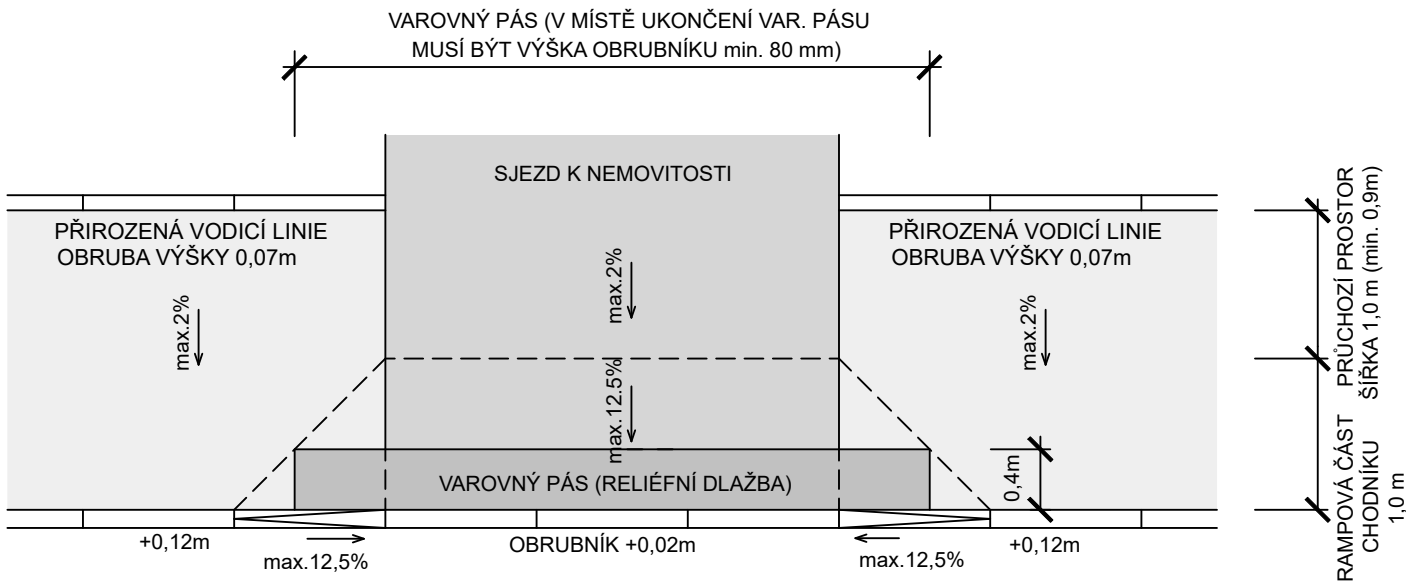 VAROVNÝ PÁS (V MÍSTĚ UKONČENÍ VAR. PÁSU
MUSÍ BÝT VÝŠKA OBRUBNÍKU min. 80 mm)
SJEZD K NEMOVITOSTI
PŘIROZENÁ VODICÍ LINIE
OBRUBA VÝŠKY 0,07m
PŘIROZENÁ VODICÍ LINIE
OBRUBA VÝŠKY 0,07m
max.2%
max.2%
max.2%
max.12.5%
PRŮCHOZÍ PROSTOR
ŠÍŘKA 1,0 m (min. 0,9m)
VAROVNÝ PÁS (RELIÉFNÍ DLAŽBA)
0,4m
RAMPOVÁ ČÁST
CHODNÍKU
1,0 m
+0,12m
max.12,5%
OBRUBNÍK +0,02m
max.12,5%
+0,12m